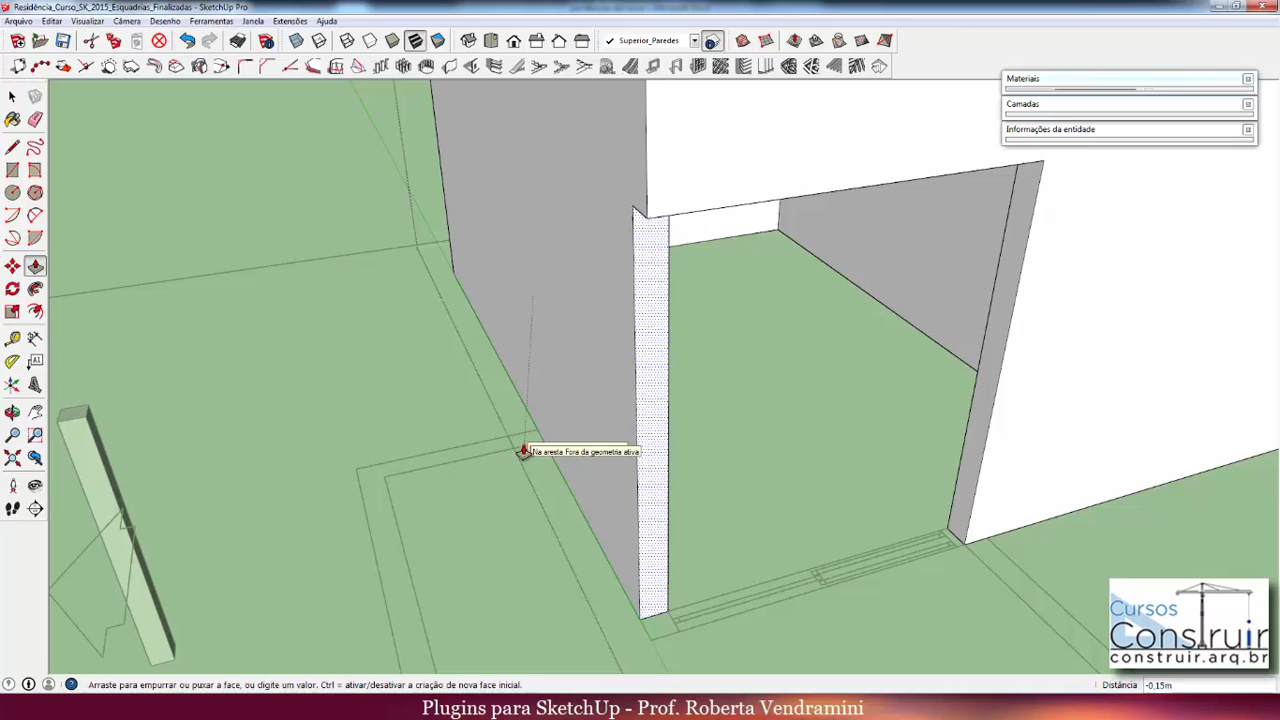 Residência_Curso_SK_2015_Esquadrias_Finalizadas - SketchUp Pro
Arquivo Editar Visualizar Câmera Desenho Ferramentas Janela Extensões Ajuda
Superior_Paredes
Materiais
Camadas
Informações da entidade
A1
Na aresta Fora da geometria ativa
Cursos
Construir
construir.arq.br
Arraste para empurrar ou puxar a face, ou digite um valor. Ctrl = ativar/desativar a criação de nova face inicial.
Distância -0,15m
Plugins para SketchUp - Prof. Roberta Vendramini